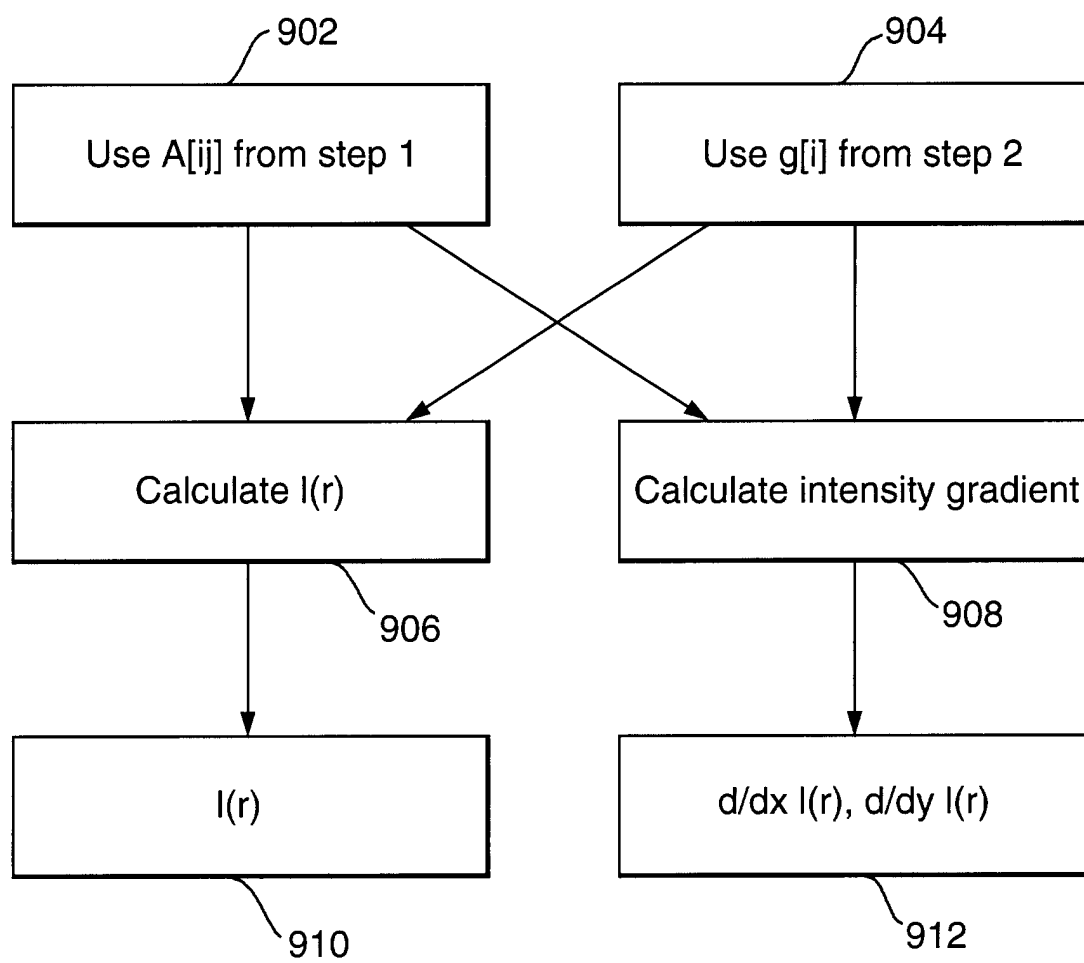 902
904
Use A[ij] from step 1
Use g[i] from step 2
Calculate I(r)
Calculate intensity gradient
906
908
I(r)
d/dx I(r), d/dy I(r)
910
912